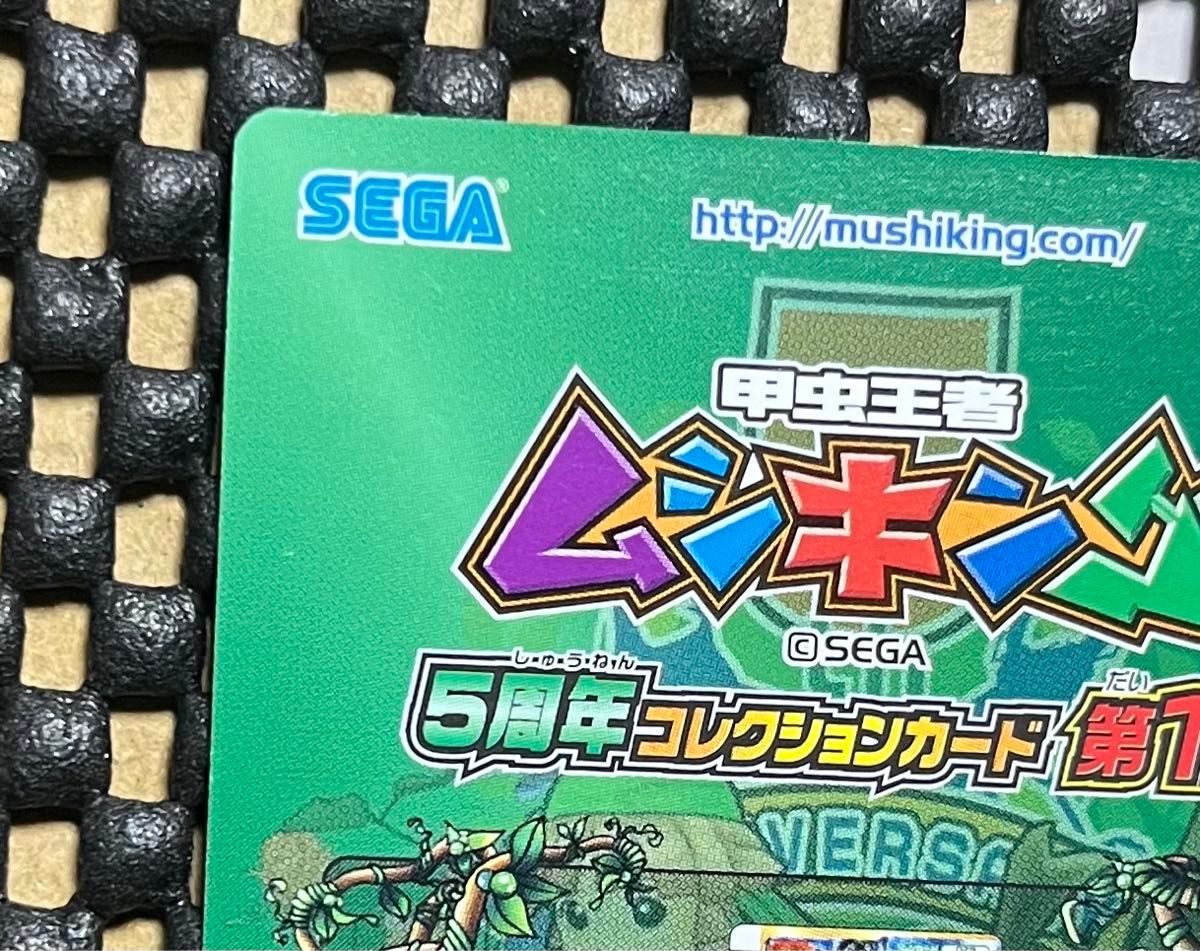 SEGA®
http://mushiking.com/
甲虫王者
ムシキング
©SEGA
しゅうねん
だい
5周年コレクションカード 第1
VERSA